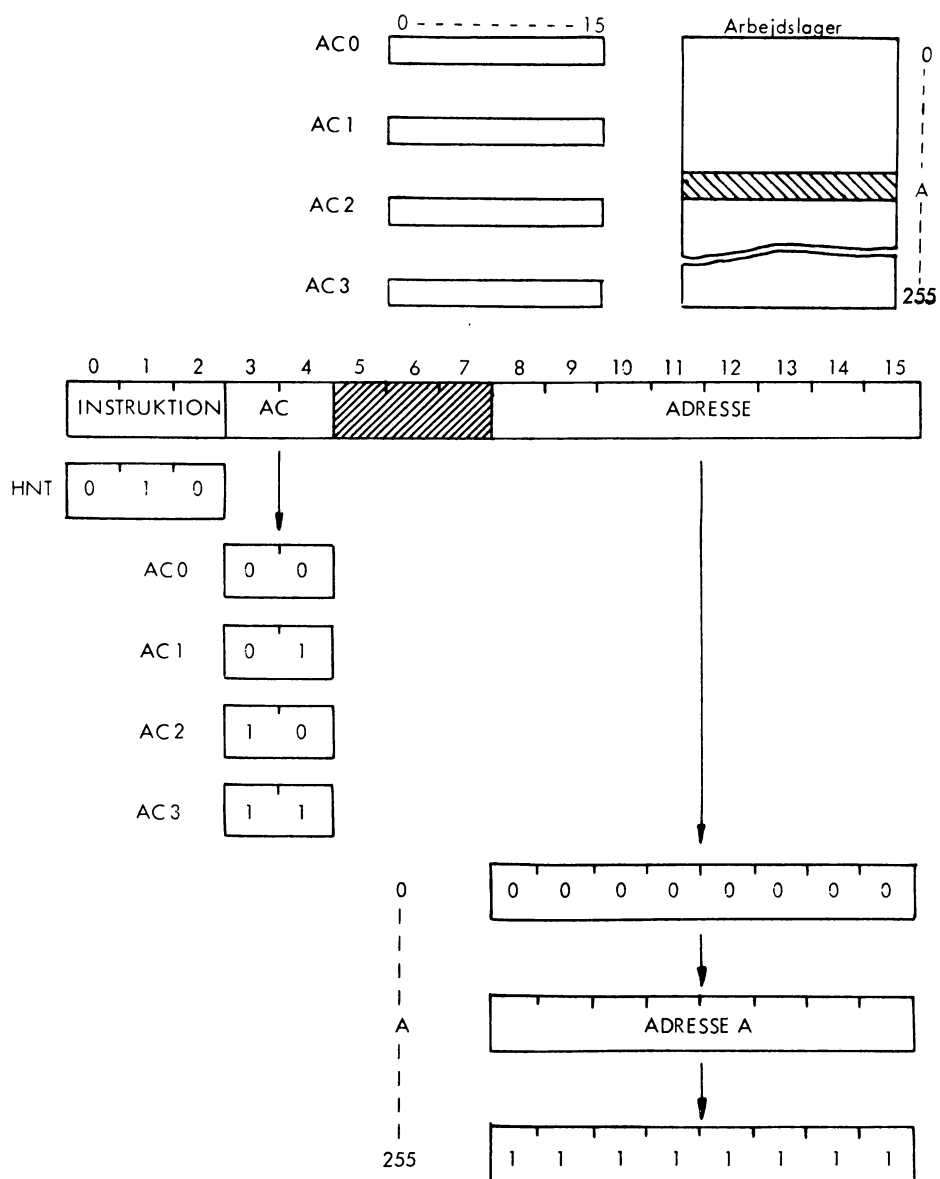 0 - - - - - - - - - - - 15
Arbejdslager
AC0
0
AC1
A
AC2
AC3
255
0 1 2 3 4 5 6 7 8 9 10 11 12 13 14 15
INSTRUKTION AC ADRESSE
HNT 0 1 0
AC0 0 0
AC1 0 1
AC2 1 0
AC3 1 1
0 0 0 0 0 0 0 0 0
A ADRESSE A
255 1 1 1 1 1 1 1 1